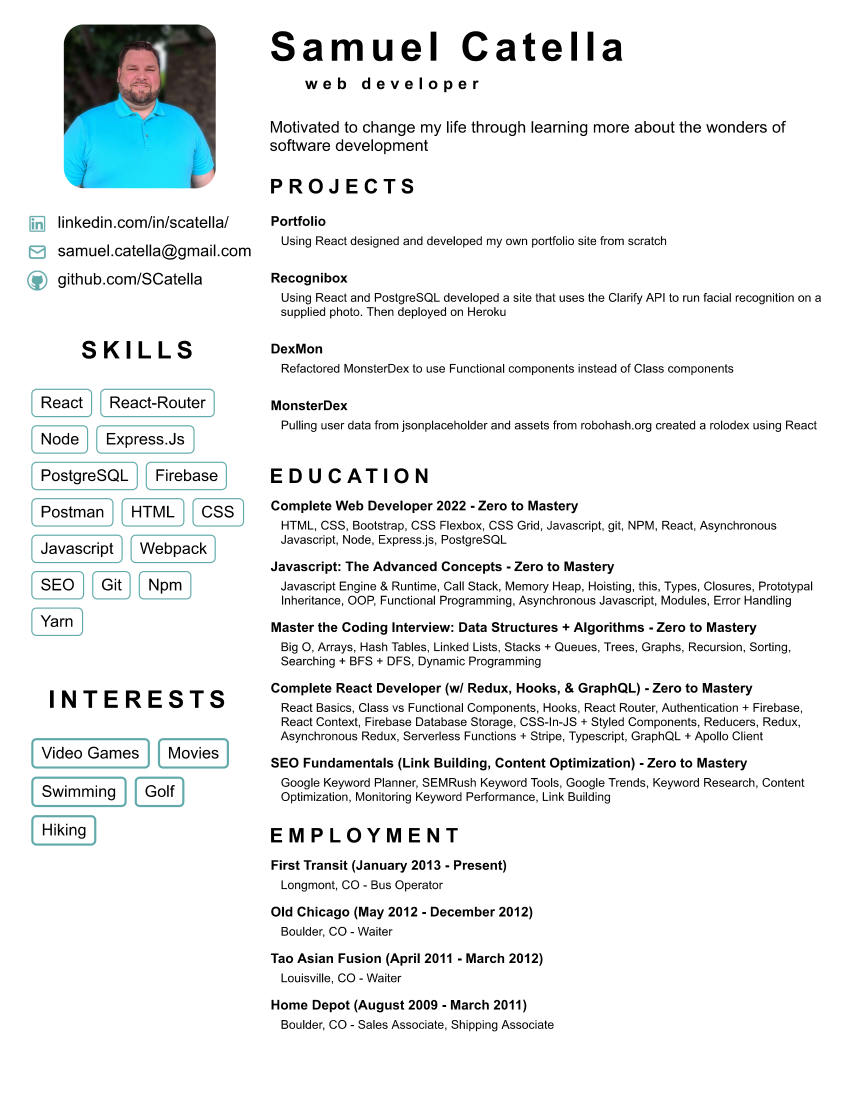 Samuel Catella
web developer
Motivated to change my life through learning more about the wonders of
software development
linkedin.com/in/scatella/
samuel.catella@gmail.com
github.com/SCatella
SKILLS
React React-Router
Node Express.Js
PostgreSQL Firebase
Postman HTML CSS
Javascript Webpack
SEO Git Npm
Yarn
INTERESTS
Video Games Movies
Swimming Golf
Hiking
PROJECTS
Portfolio
Using React designed and developed my own portfolio site from scratch
Recognibox
Using React and PostgreSQL developed a site that uses the Clarify API to run facial recognition on a
supplied photo. Then deployed on Heroku
DexMon
Refactored MonsterDex to use Functional components instead of Class components
MonsterDex
Pulling user data from jsonplaceholder and assets from robohash.org created a rolodex using React
EDUCATION
Complete Web Developer 2022 - Zero to Mastery
HTML, CSS, Bootstrap, CSS Flexbox, CSS Grid, Javascript, git, NPM, React, Asynchronous
Javascript, Node, Express.js, PostgreSQL
Javascript: The Advanced Concepts - Zero to Mastery
Javascript Engine & Runtime, Call Stack, Memory Heap, Hoisting, this, Types, Closures, Prototypal
Inheritance, OOP, Functional Programming, Asynchronous Javascript, Modules, Error Handling
Master the Coding Interview: Data Structures + Algorithms - Zero to Mastery
Big O, Arrays, Hash Tables, Linked Lists, Stacks + Queues, Trees, Graphs, Recursion, Sorting,
Searching + BFS + DFS, Dynamic Programming
Complete React Developer (w/ Redux, Hooks, & GraphQL) - Zero to Mastery
React Basics, Class vs Functional Components, Hooks, React Router, Authentication + Firebase,
React Context, Firebase Database Storage, CSS-In-JS + Styled Components, Reducers, Redux,
Asynchronous Redux, Serverless Functions + Stripe, Typescript, GraphQL + Apollo Client
SEO Fundamentals (Link Building, Content Optimization) - Zero to Mastery
Google Keyword Planner, SEMRush Keyword Tools, Google Trends, Keyword Research, Content
Optimization, Monitoring Keyword Performance, Link Building
EMPLOYMENT
First Transit (January 2013 - Present)
Longmont, CO - Bus Operator
Old Chicago (May 2012 - December 2012)
Boulder, CO - Waiter
Tao Asian Fusion (April 2011 - March 2012)
Louisville, CO - Waiter
Home Depot (August 2009 - March 2011)
Boulder, CO - Sales Associate, Shipping Associate